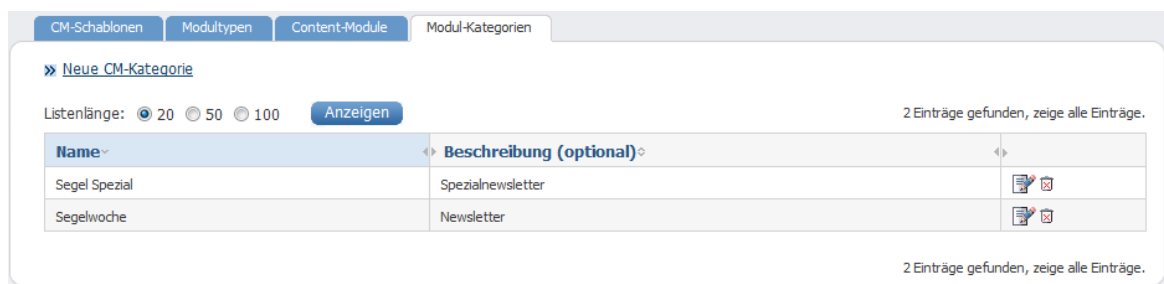 CM-Schablonen Modultypen Content-Module Modul-Kategorien
Neue CM-Kategorie
Listenlänge: 20 50 100 Anzeigen 2 Einträge gefunden, zeige alle Einträge.
Name Beschreibung (optional)
Segel Spezial Spezialnewsletter
Segelwoche Newsletter
2 Einträge gefunden, zeige alle Einträge.